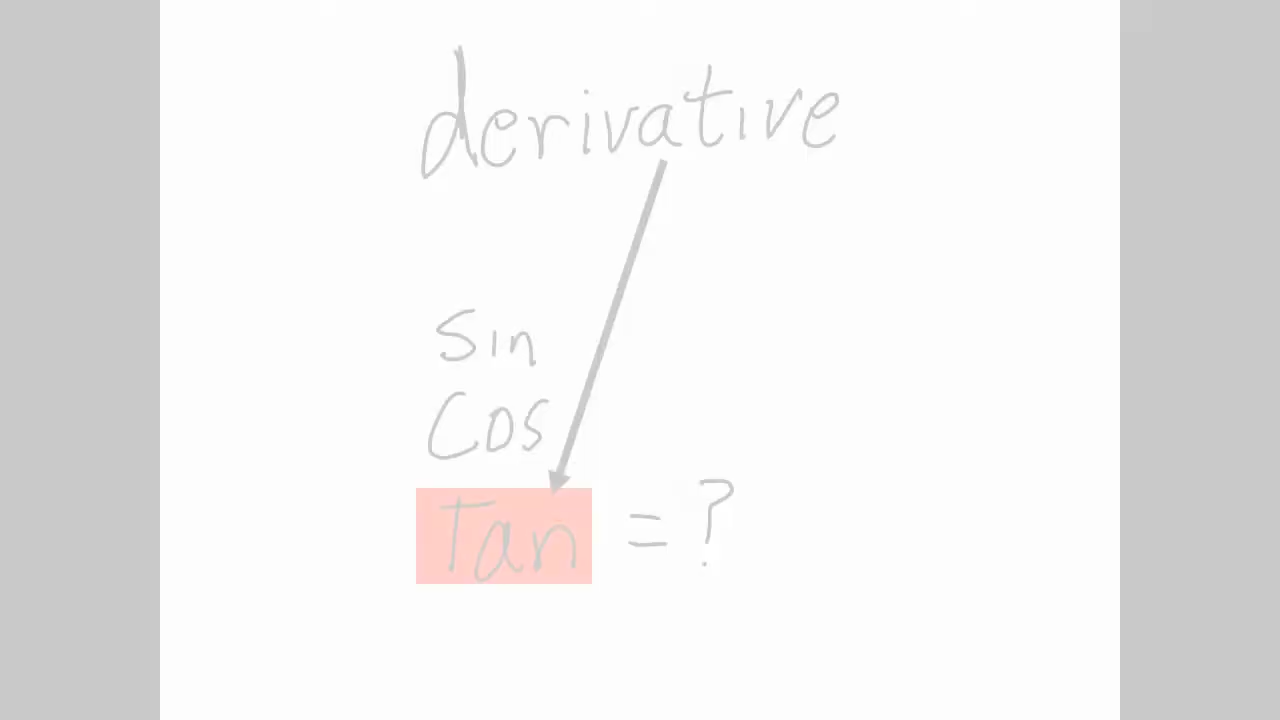 derivative
Sin
Cos
Tan = ?